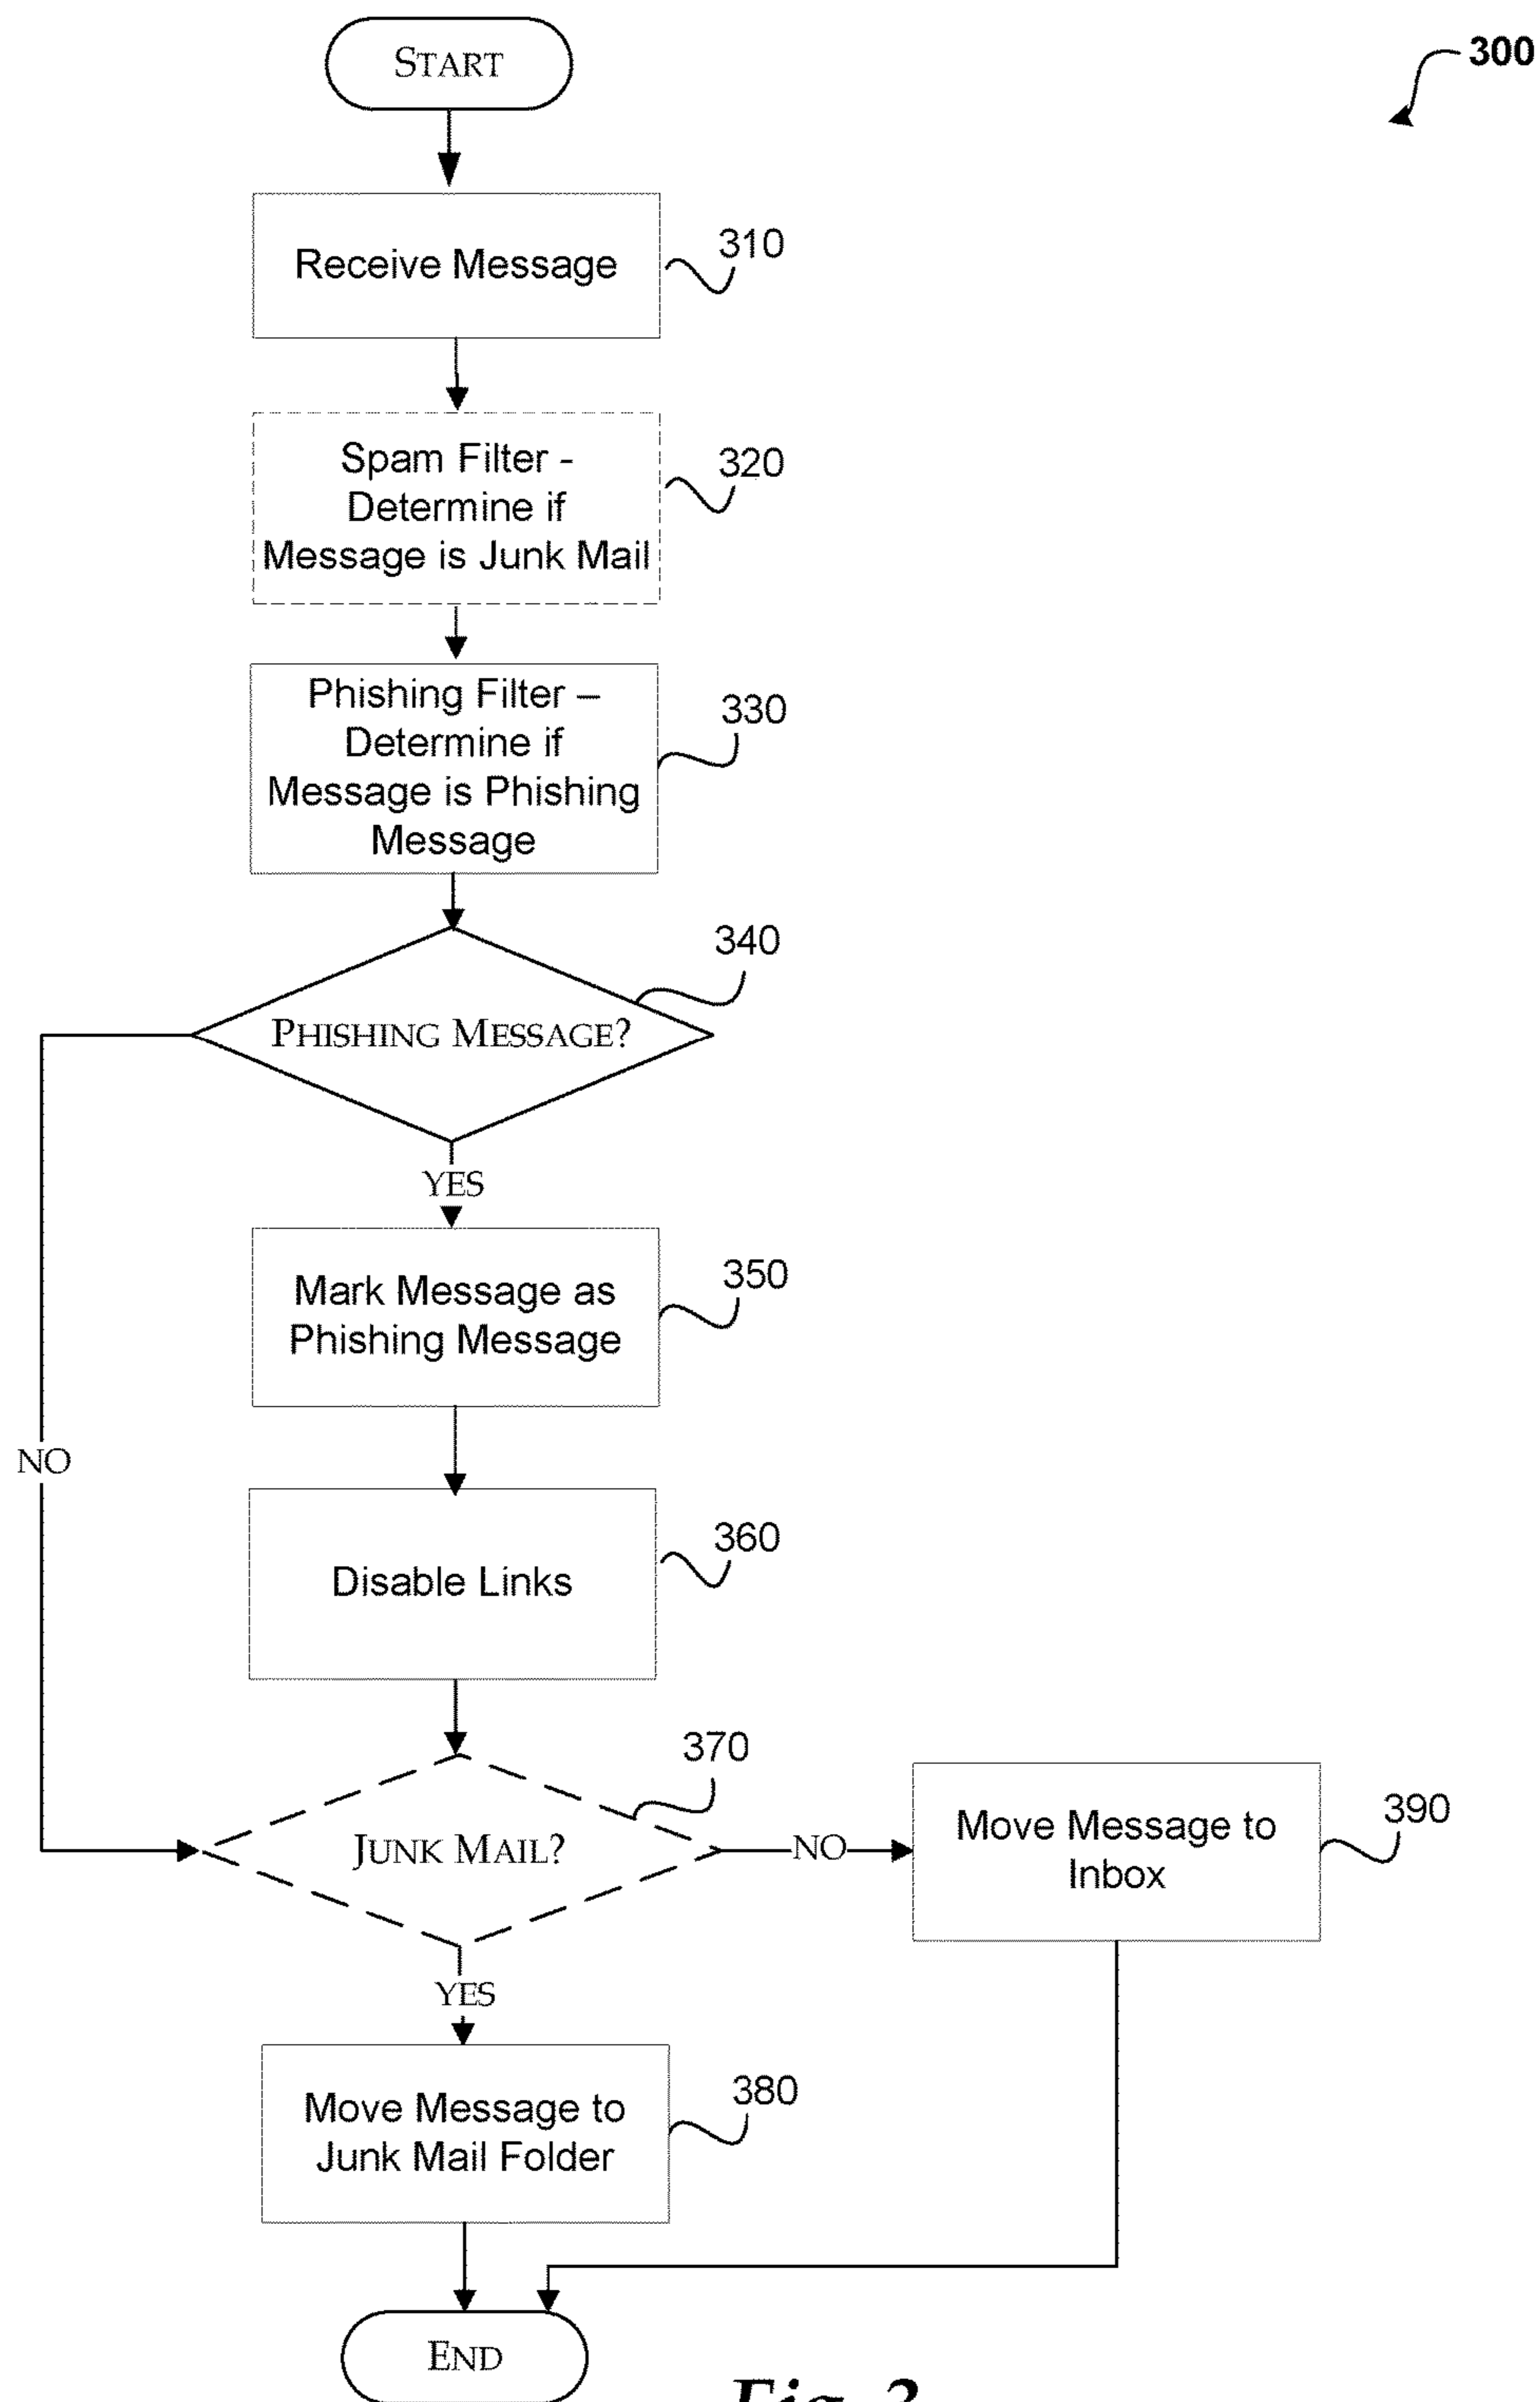 START
300
Receive Message
310
Spam Filter -
Determine if
Message is Junk Mail
320
Phishing Filter –
Determine if
Message is Phishing
Message
330
PHISHING MESSAGE?
340
YES
NO
Mark Message as
Phishing Message
350
Disable Links
360
JUNK MAIL?
370
NO
Move Message to
Inbox
390
YES
Move Message to
Junk Mail Folder
380
END
Fig. 3